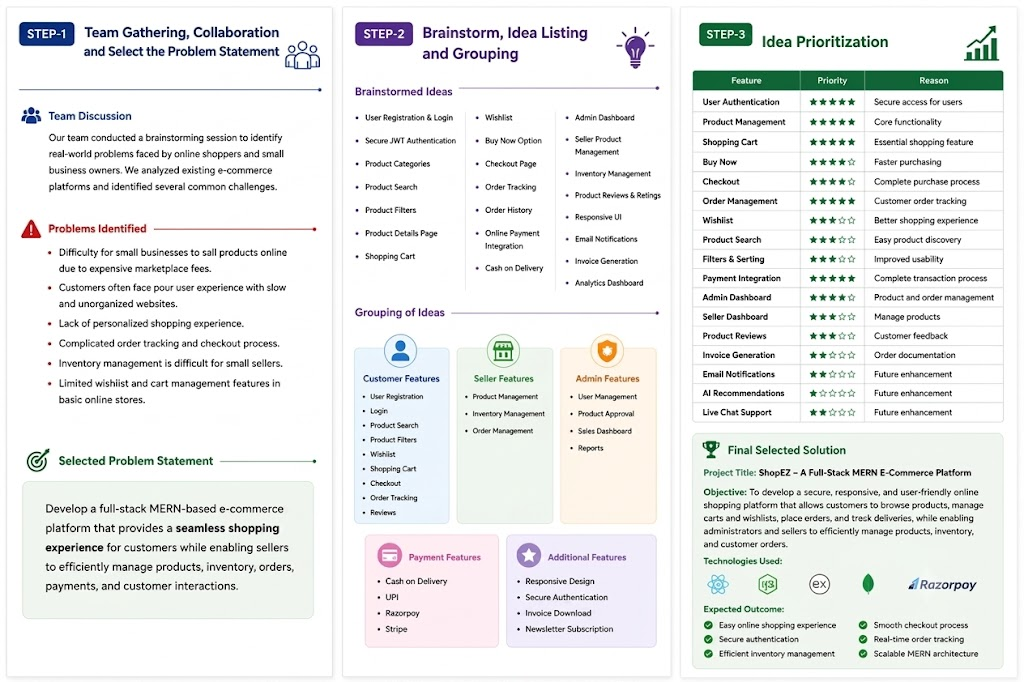 STEP-1
Team Gathering, Collaboration
and Select the Problem Statement
Team Discussion
Our team conducted a brainstorming session to identify
real-world problems faced by online shoppers and small
business owners. We analyzed existing e-commerce
platforms and identified several common challenges.
Problems Identified
• Difficulty for small businesses to sall products online
due to expensive marketplace fees.
• Customers often face pour user experience with slow
and unorganized websites.
• Lack of personalized shopping experience.
• Complicated order tracking and checkout process.
• Inventory management is difficult for small sellers.
• Limited wishlist and cart management features in
basic online stores.
Selected Problem Statement
Develop a full-stack MERN-based e-commerce
platform that provides a seamless shopping
experience for customers while enabling sellers
to efficiently manage products, inventory, orders,
payments, and customer interactions.
STEP-2
Brainstorm, Idea Listing
and Grouping
Brainstormed Ideas
• User Registration & Login
• Secure JWT Authentication
• Product Categories
• Product Search
• Product Filters
• Product Details Page
• Shopping Cart
• Wishlist
• Buy Now Option
• Checkout Page
• Order Tracking
• Order History
• Online Payment
Integration
• Cash on Delivery
• Admin Dashboard
• Seller Product
Management
• Inventory Management
• Product Reviews & Retings
• Responsive UI
• Email Notifications
• Invoice Generation
• Analytics Dashboard
Grouping of Ideas
Customer Features
• User Registration
• Login
• Product Search
• Product Filters
• Wishlist
• Shopping Cart
• Checkout
• Order Tracking
• Reviews
Seller Features
• Product Management
• Inventory Management
• Order Management
Admin Features
• User Management
• Product Approval
• Sales Dashboard
• Reports
Payment Features
• Cash on Delivery
• UPI
• Razorpay
• Stripe
Additional Features
• Responsive Design
• Secure Authentication
• Invoice Download
• Newsletter Subscription
STEP-3
Idea Prioritization
Feature Priority Reason
User Authentication ★★★★★ Secure access for users
Product Management ★★★★★ Core functionality
Shopping Cart ★★★★★ Essential shopping feature
Buy Now ★★★★☆ Faster purchasing
Checkout ★★★★☆ Complete purchase process
Order Management ★★★★★ Customer order tracking
Wishlist ★★★☆☆ Better shopping experience
Product Search ★★★☆☆ Easy product discovery
Filters & Serting ★★★☆☆ Improved usability
Payment Integration ★★★★★ Complete transaction process
Admin Dashboard ★★★★☆ Product and order management
Seller Dashboard ★★★☆☆ Manage products
Product Reviews ★★★☆☆ Customer feedback
Invoice Generation ★★☆☆☆ Order documentation
Email Notifications ★★☆☆☆ Future enhancement
AI Recommendations ★☆☆☆☆ Future enhancement
Live Chat Support ★★☆☆☆ Future enhancement
Final Selected Solution
Project Title: ShopEZ – A Full-Stack MERN E-Commerce Platform
Objective: To develop a secure, responsive, and user-friendly online
shopping platform that allows customers to browse products, manage
carts and wishlists, place orders, and track deliveries, while enabling
administrators and sellers to efficiently manage products, inventory,
and customer orders.
Technologies Used:
ex
Razorpay
Expected Outcome:
Easy online shopping experience
Secure authentication
Efficient inventory management
Smooth checkout process
Real-time order tracking
Scalable MERN architecture